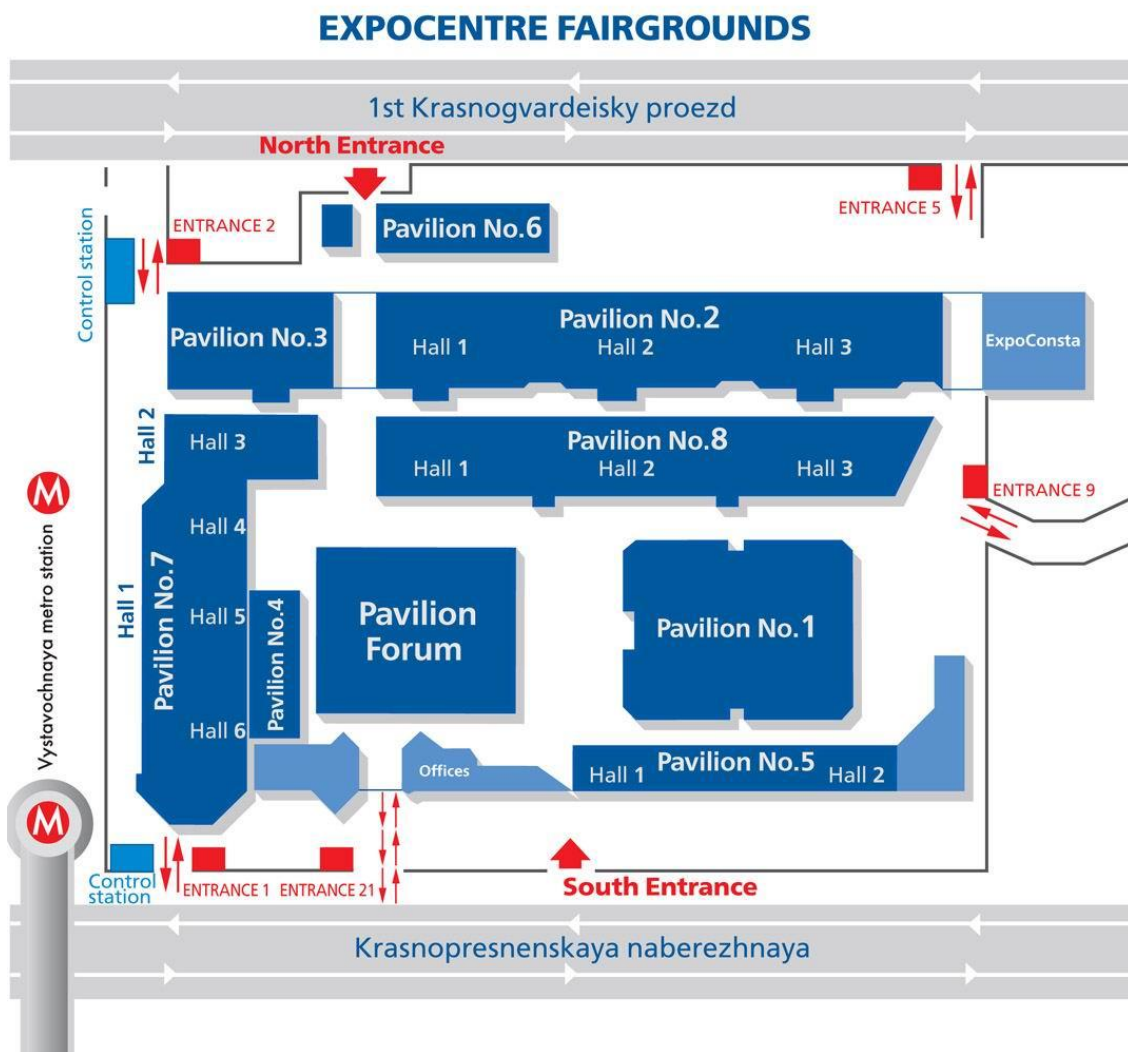 EXPOCENTRE FAIRGROUNDS
1st Krasnogvardeisky proezd
North Entrance
ENTRANCE 2
Pavilion No.6
ENTRANCE 5
Control station
Pavilion No.3
Pavilion No.2
Hall 1
Hall 2
Hall 3
ExpoConsta
Hall 2
Hall 3
Pavilion No.8
Hall 1
Hall 2
Hall 3
M
ENTRANCE 9
Vystavochnaya metro station
Hall 1
Pavilion No.7
Hall 4
Hall 5
Hall 6
Pavilion No.4
Pavilion
Forum
Pavilion No.1
Offices
Pavilion No.5
Hall 1
Hall 2
M
Control
station
ENTRANCE 1
ENTRANCE 21
South Entrance
Krasnopresnenskaya naberezhnaya